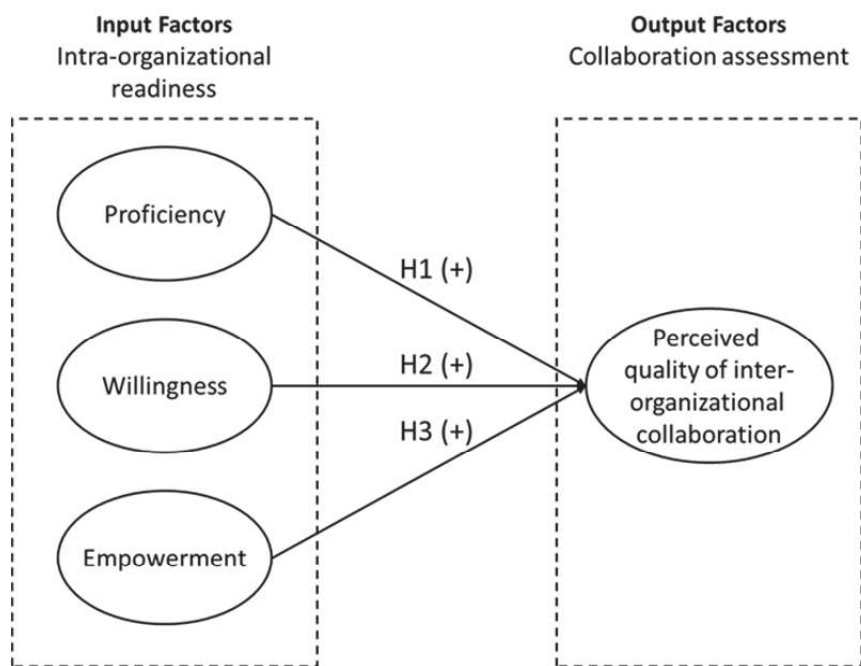 Input Factors
Intra-organizational
readiness
Output Factors
Collaboration assessment
Proficiency
Willingness
Empowerment
H1 (+)
H2 (+)
H3 (+)
Perceived
quality of inter-
organizational
collaboration